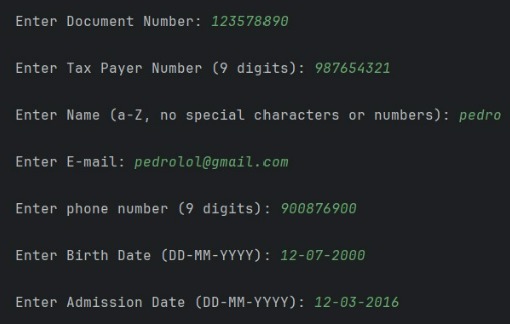 Enter Document Number: 123578890
Enter Tax Payer Number (9 digits): 987654321
Enter Name (a-Z, no special characters or numbers): pedro
Enter E-mail: pedrolol@gmail.com
Enter phone number (9 digits): 900876900
Enter Birth Date (DD-MM-YYYY): 12-07-2000
Enter Admission Date (DD-MM-YYYY): 12-03-2016